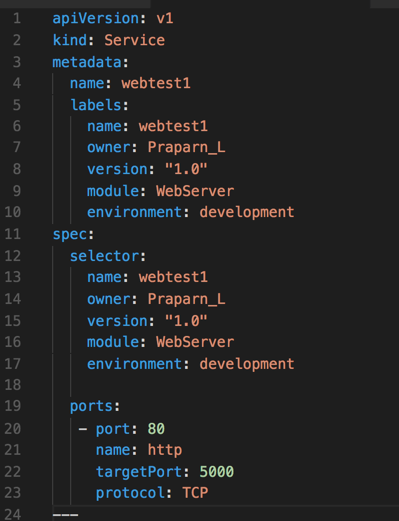 1 apiVersion: v1
2 kind: Service
3 metadata:
4   name: webtest1
5   labels:
6     name: webtest1
7     owner: Praparn_L
8     version: "1.0"
9     module: WebServer
10     environment: development
11 spec:
12   selector:
13     name: webtest1
14     owner: Praparn_L
15     version: "1.0"
16     module: WebServer
17     environment: development
18
19   ports:
20    - port: 80
21      name: http
22      targetPort: 5000
23      protocol: TCP
24 ---